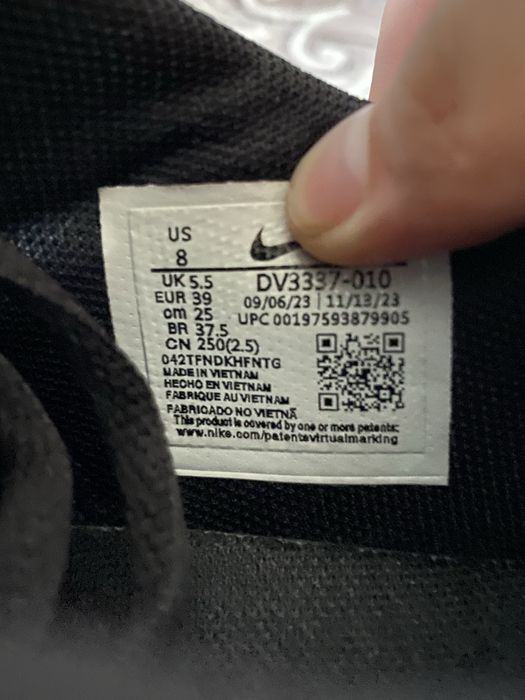 US
8
UK 5.5
EUR 39
cm 25
BR 37.5
CN 250(2.5)
DV3337-010
09/06/23 | 11/13/23
UPC 00197593879905
042TFNDKHFNTG
MADE IN VIETNAM
HECHO EN VIETNAM
FABRIQUE AU VIETNAM
FABRICADO NO VIETNÃ
This product is covered by one or more patents:
www.nike.com/patentsvirtualmarking